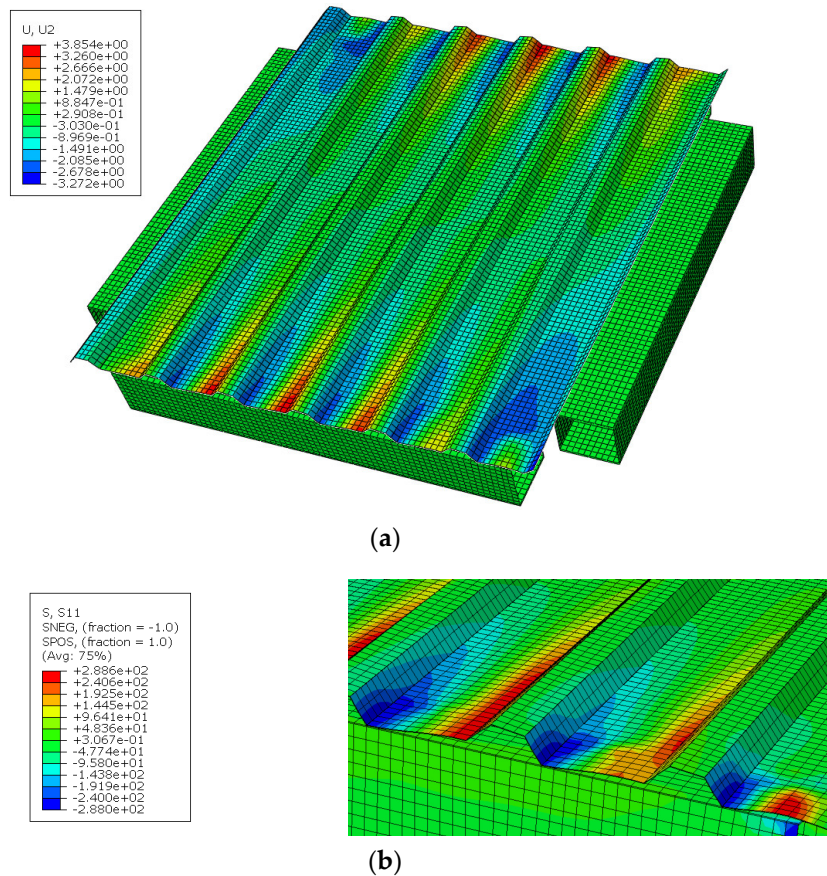 U, U2
+3.854e+00
+3.260e+00
+2.666e+00
+2.072e+00
+1.479e+00
+8.847e-01
+2.908e-01
-3.030e-01
-8.969e-01
-1.491e+00
-2.085e+00
-2.678e+00
-3.272e+00
(a)
S, S11
SNEG, (fraction = -1.0)
SPOS, (fraction = 1.0)
(Avg: 75%)
+2.886e+02
+2.406e+02
+1.925e+02
+1.445e+02
+9.641e+01
+4.836e+01
+3.067e-01
-4.774e+01
-9.580e+01
-1.438e+02
-1.919e+02
-2.400e+02
-2.880e+02
(b)